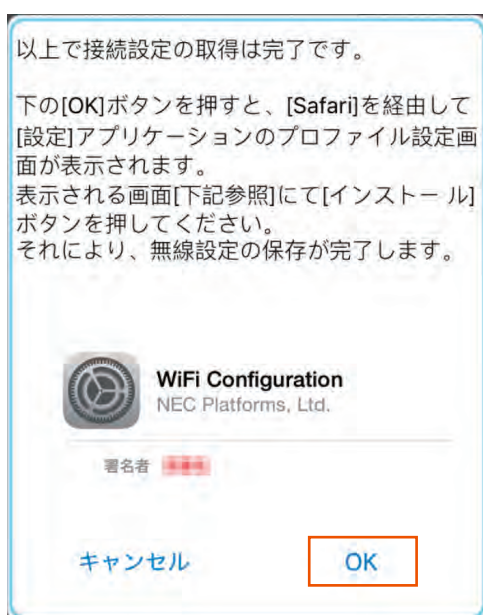 以上で接続設定の取得は完了です。
下の[OK]ボタンを押すと、[Safari]を経由して
[設定]アプリケーションのプロファイル設定画
面が表示されます。
表示される画面[下記参照]にて[インストール]
ボタンを押してください。
それにより、無線設定の保存が完了します。
WiFi Configuration
NEC Platforms, Ltd.
署名者
キャンセル
OK